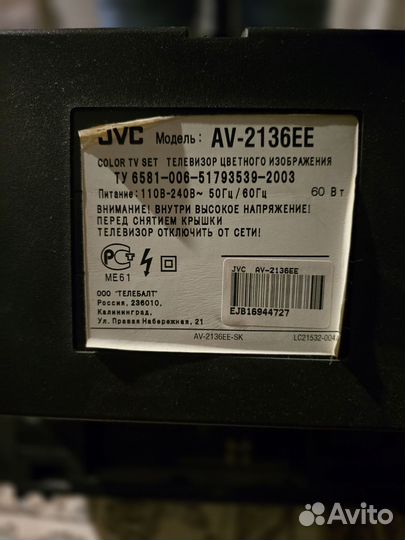 JVC Модель: AV-2136EE
COLOR TV SET ТЕЛЕВИЗОР ЦВЕТНОГО ИЗОБРАЖЕНИЯ
ТУ 6581-006-51793539-2003
Питание: 110В-240В~ 50Гц/60Гц 60 Вт
ВНИМАНИЕ! ВНУТРИ ВЫСОКОЕ НАПРЯЖЕНИЕ!
ПЕРЕД СНЯТИЕМ КРЫШКИ
ТЕЛЕВИЗОР ОТКЛЮЧИТЬ ОТ СЕТИ!
РСТ
МЕ61
ООО "ТЕЛЕБАЛТ"
Россия, 236010,
Калининград,
Ул. Правая Набережная, 21
JVC AV-2136EE
EJB16944727
AV-2136EE-SK
LC21532-004
Avito